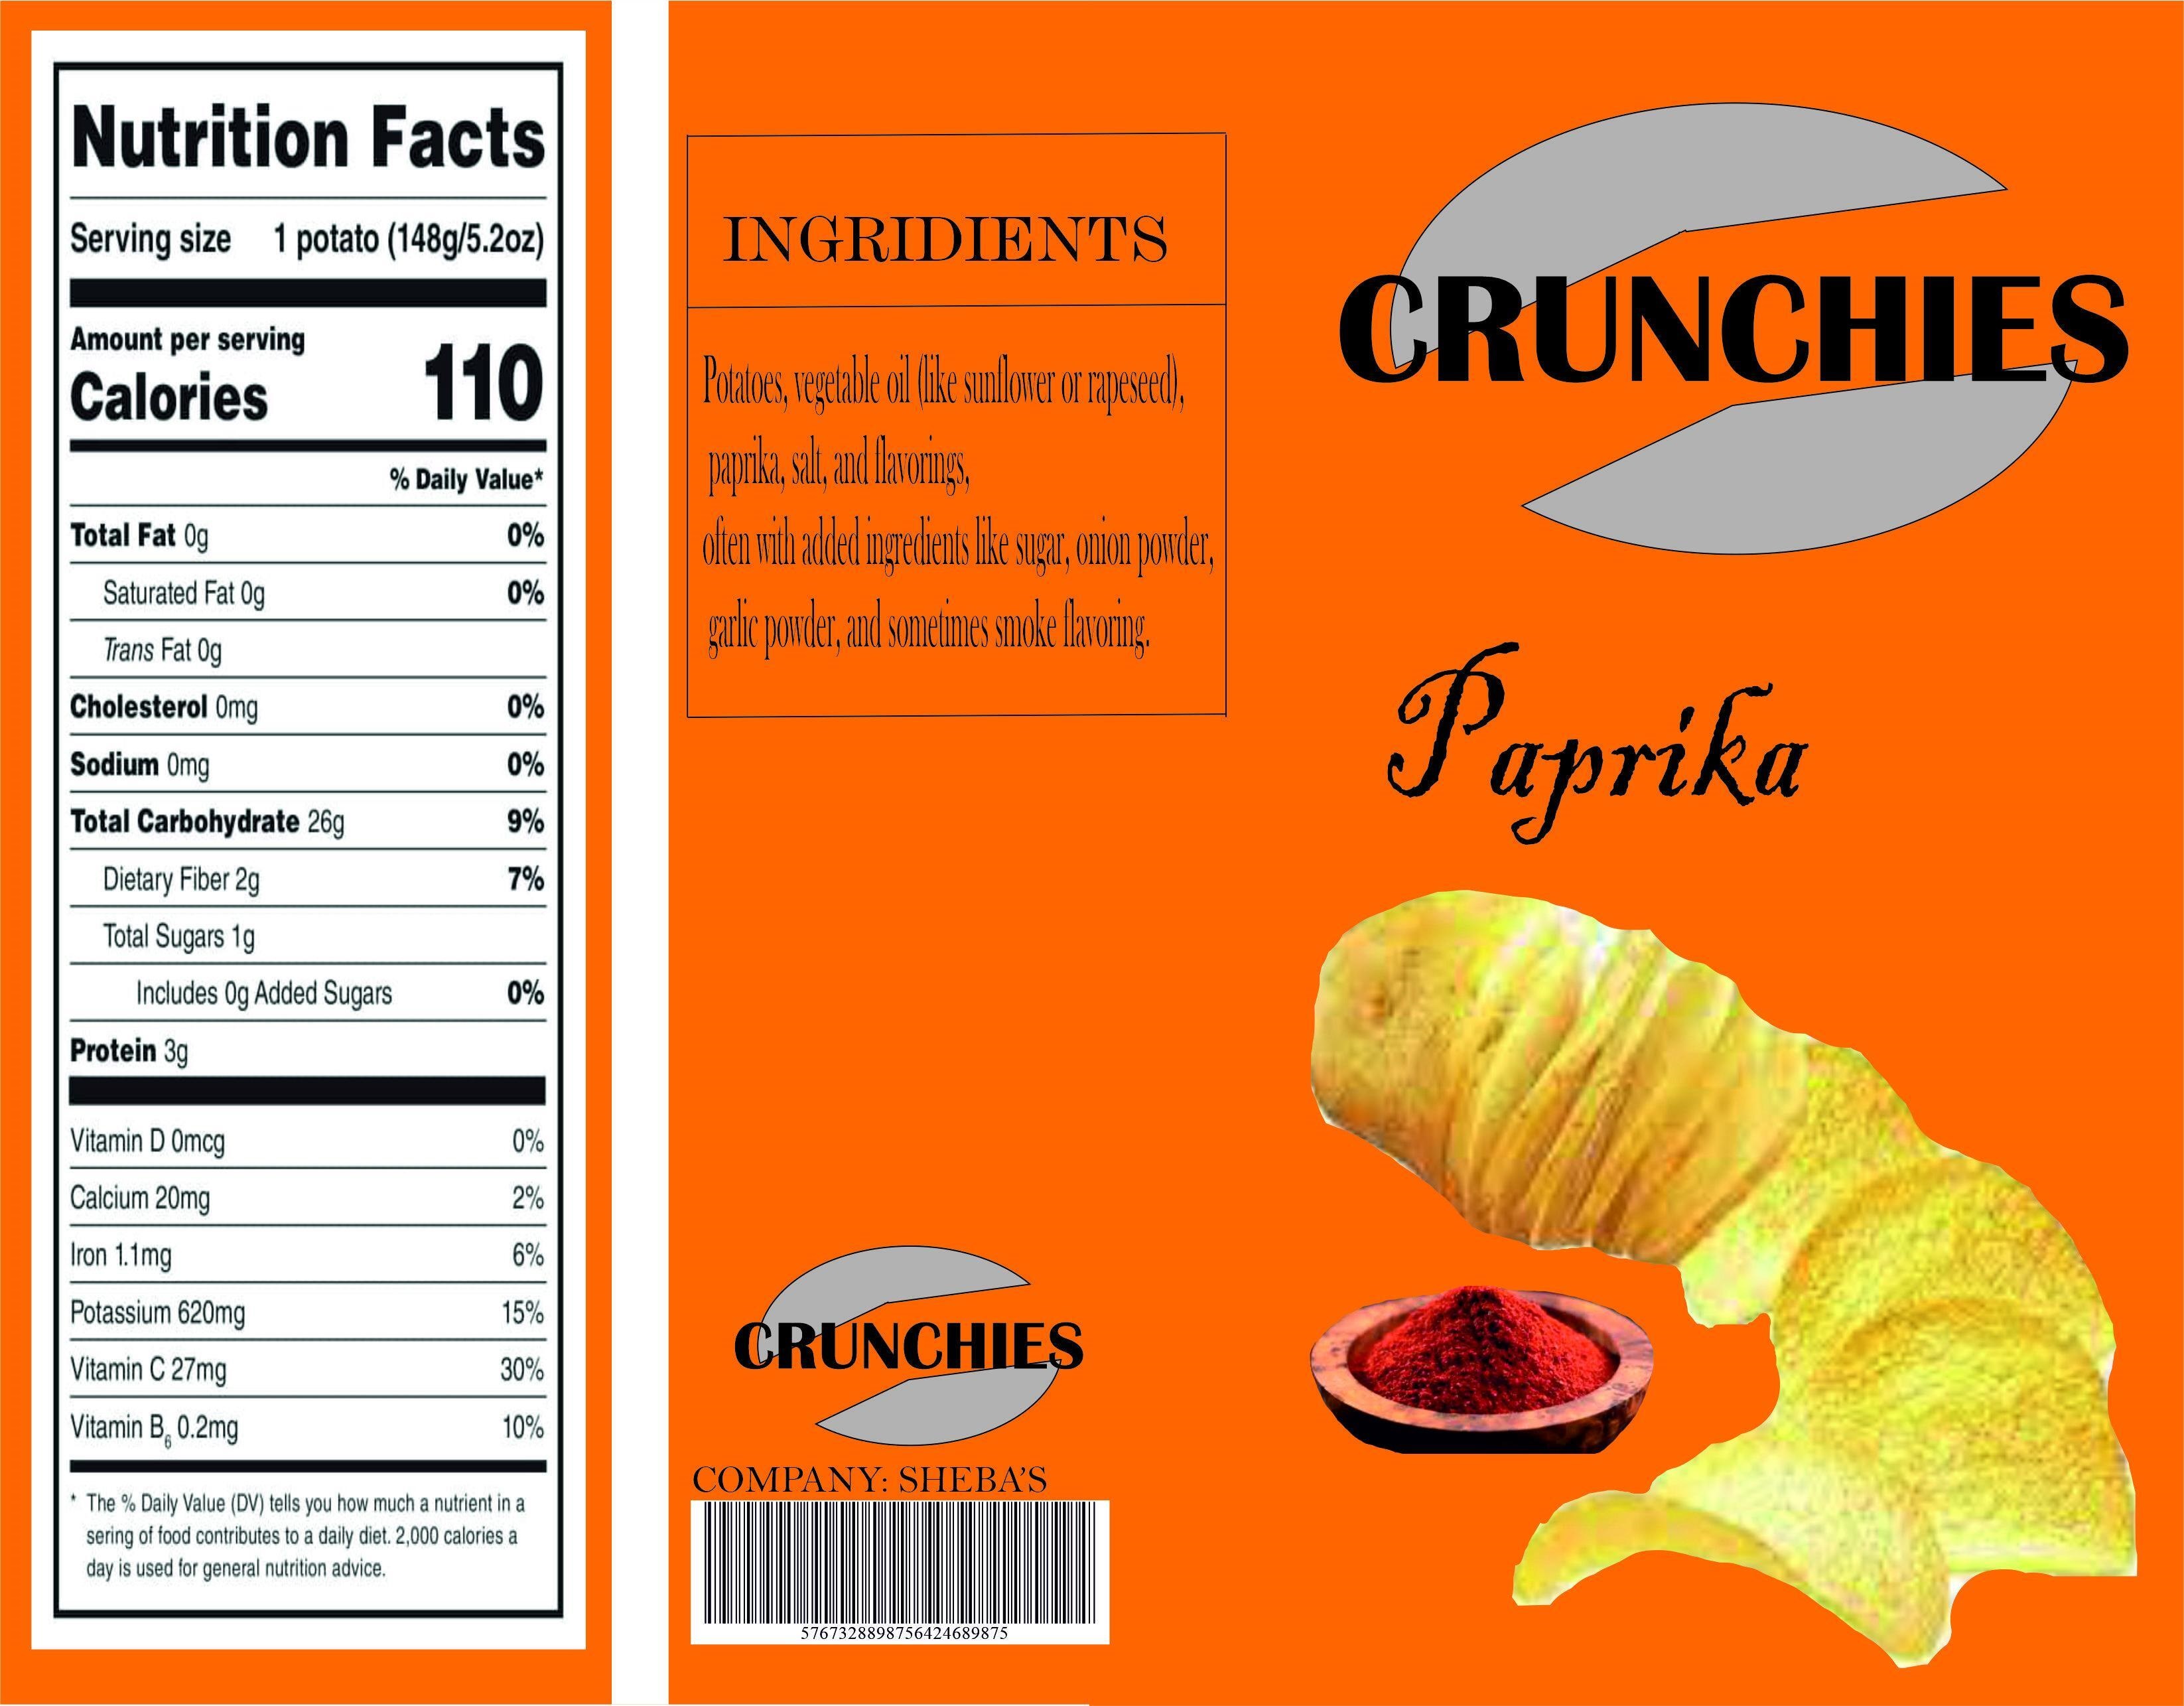 Nutrition Facts
Serving size 1 potato (148g/5.2oz)
Amount per serving
Calories 110
% Daily Value*
Total Fat 0g 0%
Saturated Fat 0g 0%
Trans Fat 0g
Cholesterol 0mg 0%
Sodium 0mg 0%
Total Carbohydrate 26g 9%
Dietary Fiber 2g 7%
Total Sugars 1g
Includes 0g Added Sugars 0%
Protein 3g
Vitamin D 0mcg 0%
Calcium 20mg 2%
Iron 1.1mg 6%
Potassium 620mg 15%
Vitamin C 27mg 30%
Vitamin B6 0.2mg 10%
* The % Daily Value (DV) tells you how much a nutrient in a
sering of food contributes to a daily diet. 2,000 calories a
day is used for general nutrition advice.
INGRIDIENTS
Potatoes, vegetable oil (like sunflower or rapeseed),
paprika, salt, and flavorings,
often with added ingredients like sugar, onion powder,
garlic powder, and sometimes smoke flavoring.
CRUNCHIES
COMPANY: SHEBA'S
5767328898756424689875
CRUNCHIES
Paprika